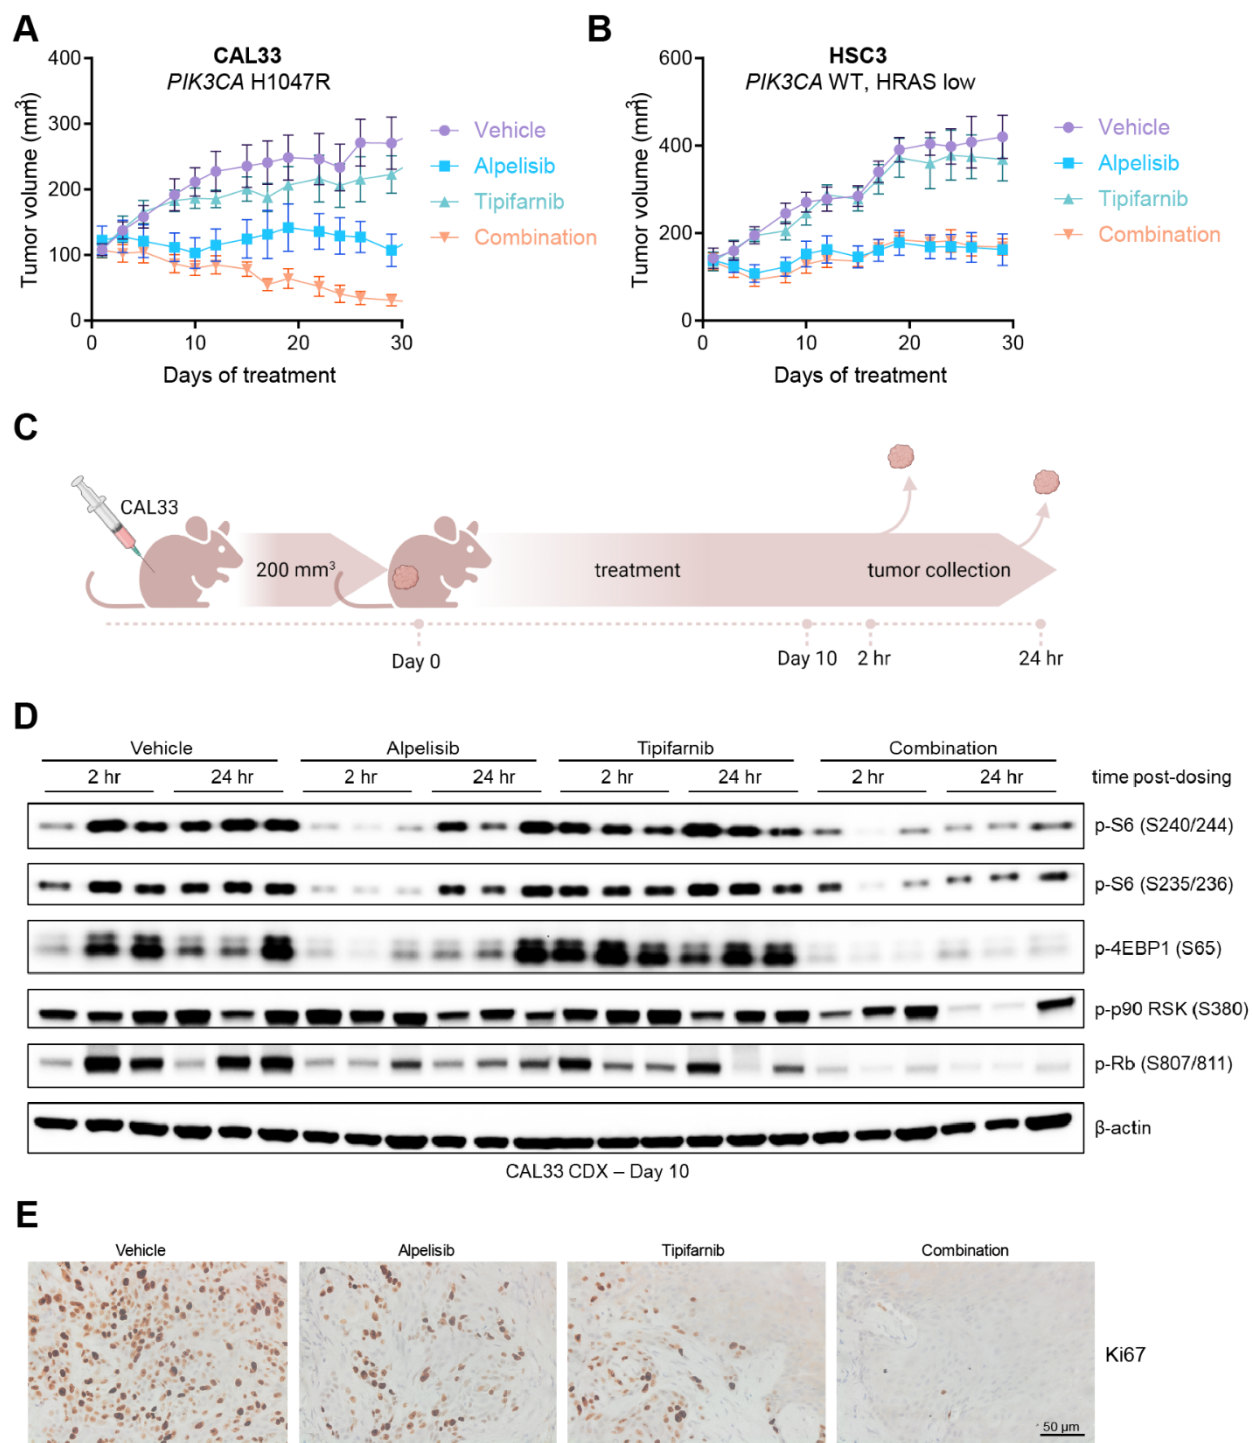 A
CAL33
PIK3CA H1047R
Tumor volume (mm³)
400
300
200
100
0
0 10 20 30
Days of treatment
Vehicle
Alpelisib
Tipifarnib
Combination
B
HSC3
PIK3CA WT, HRAS low
Tumor volume (mm³)
600
400
200
0
0 10 20 30
Days of treatment
Vehicle
Alpelisib
Tipifarnib
Combination
C
CAL33
200 mm³
treatment
tumor collection
Day 0
Day 10 2 hr
24 hr
D
Vehicle Alpelisib Tipifarnib Combination
2 hr 24 hr 2 hr 24 hr 2 hr 24 hr 2 hr 24 hr time post-dosing
p-S6 (S240/244)
p-S6 (S235/236)
p-4EBP1 (S65)
p-p90 RSK (S380)
p-Rb (S807/811)
β-actin
CAL33 CDX – Day 10
E
Vehicle Alpelisib Tipifarnib Combination
Ki67
50 µm